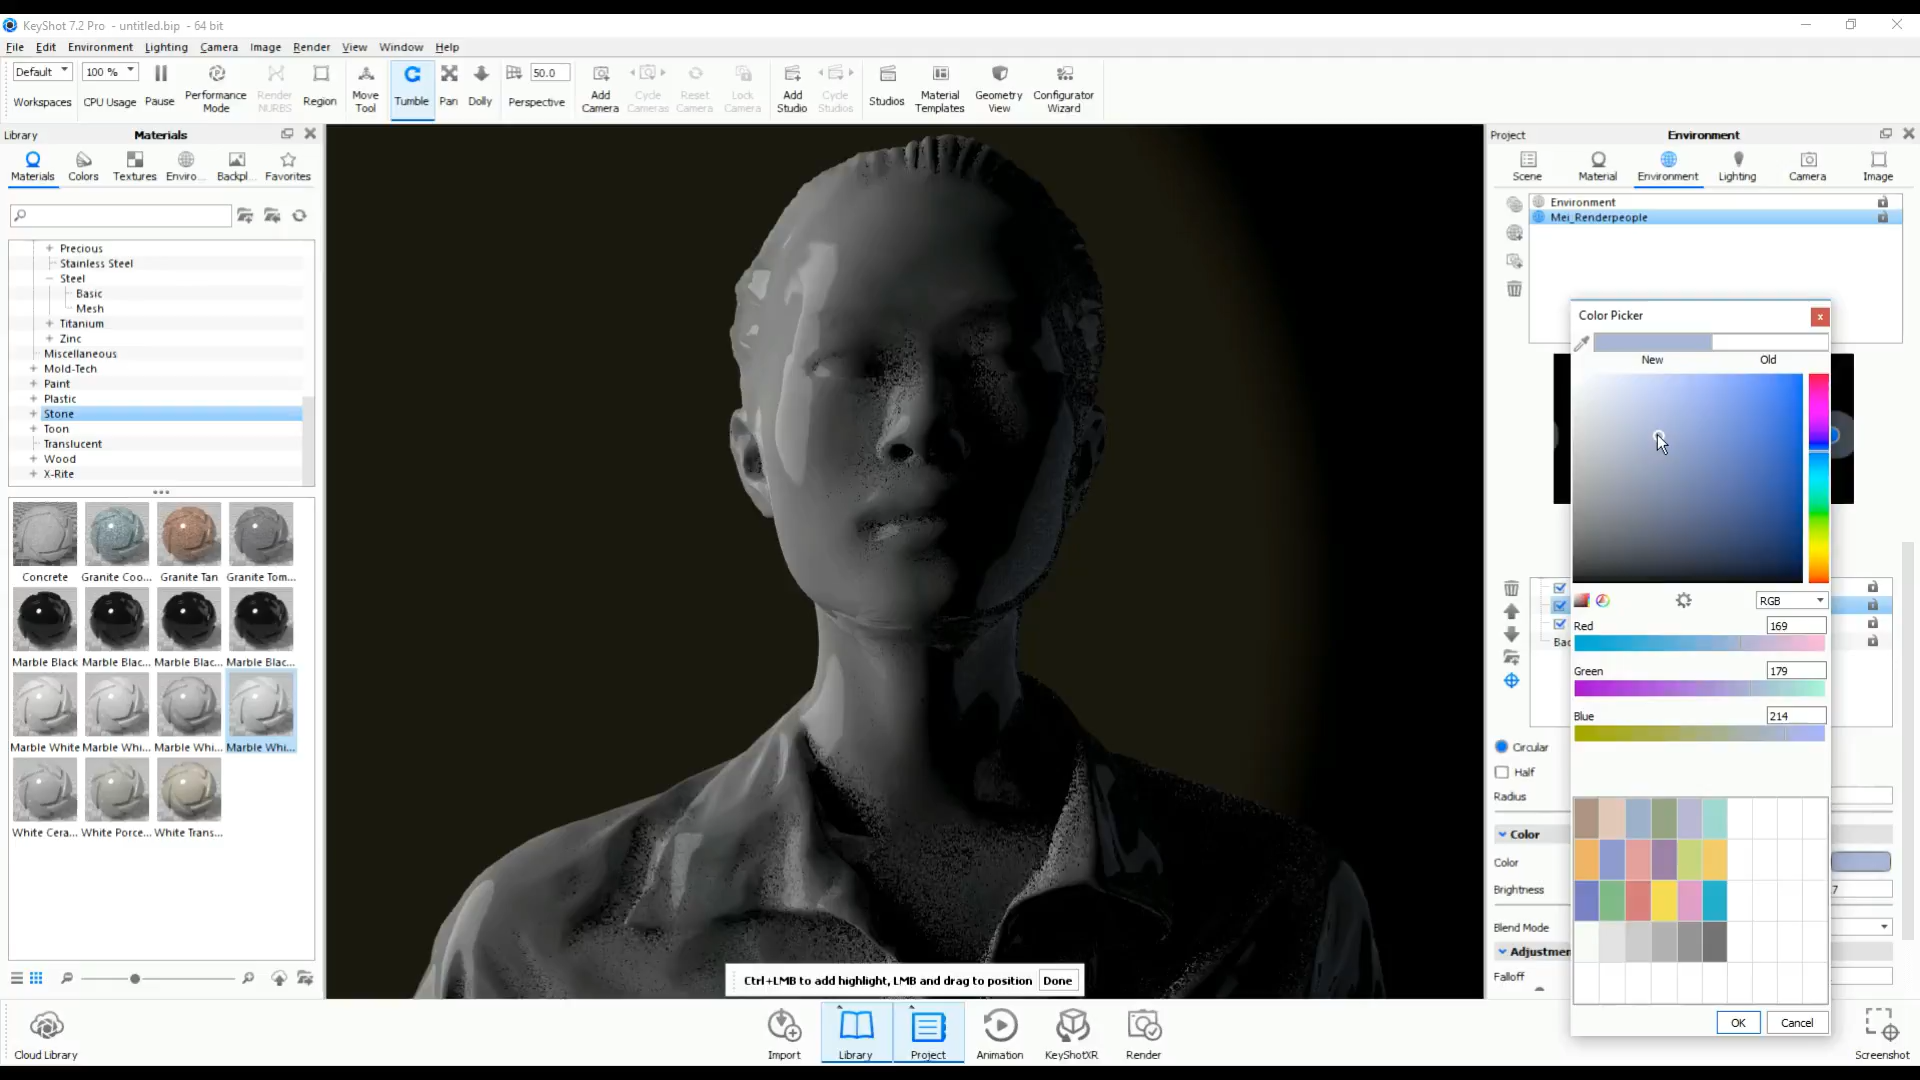 KeyShot 7.2 Pro - untitled.bip - 64 bit
File Edit Environment Lighting Camera Image Render View Window Help
Default 100 % 50.0
Workspaces CPU Usage Pause Performance Mode Render NURBS Region Move Tool Tumble Pan Dolly Perspective Add Camera Cycle Cameras Reset Camera Lock Camera Add Studio Cycle Studios Studios Material Templates Geometry View Configurator Wizard
Library Materials
Materials Colors Textures Enviro... Backpl... Favorites
Precious
Stainless Steel
Steel
Basic
Mesh
Titanium
Zinc
Miscellaneous
Mold-Tech
Paint
Plastic
Stone
Toon
Translucent
Wood
X-Rite
Concrete Granite Coo... Granite Tan Granite Tom...
Marble Black Marble Blac... Marble Blac... Marble Blac...
Marble White Marble Whi... Marble Whi... Marble Whi...
White Cera... White Porce... White Trans...
Ctrl+LMB to add highlight, LMB and drag to position Done
Project Environment
Scene Material Environment Lighting Camera Image
Environment
Mei_Renderpeople
Color Picker x
New Old
RGB
Red 169
Green 179
Blue 214
OK Cancel
Bac
Circular
Half
Radius
Color
Color
Brightness 7
Blend Mode
Adjustmen
Falloff
Cloud Library Import Library Project Animation KeyShotXR Render Screenshot